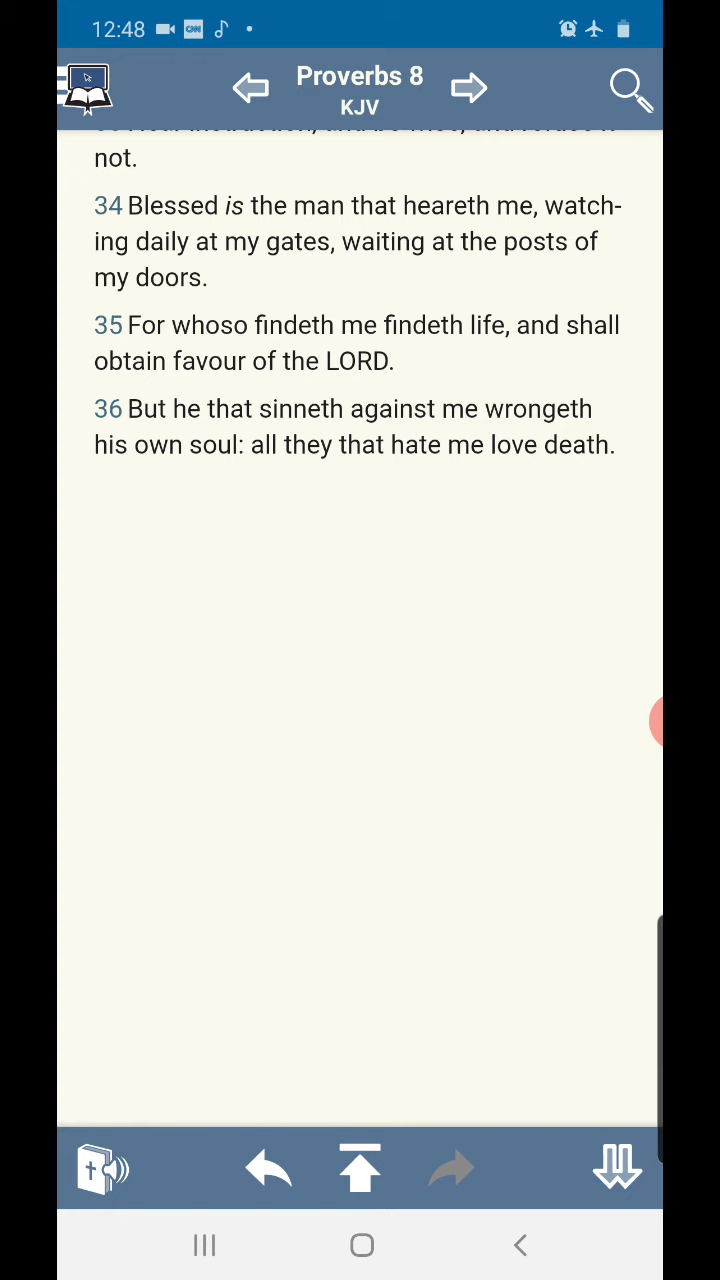 12:48
Proverbs 8
KJV
not.
34 Blessed is the man that heareth me, watch-
ing daily at my gates, waiting at the posts of
my doors.
35 For whoso findeth me findeth life, and shall
obtain favour of the LORD.
36 But he that sinneth against me wrongeth
his own soul: all they that hate me love death.